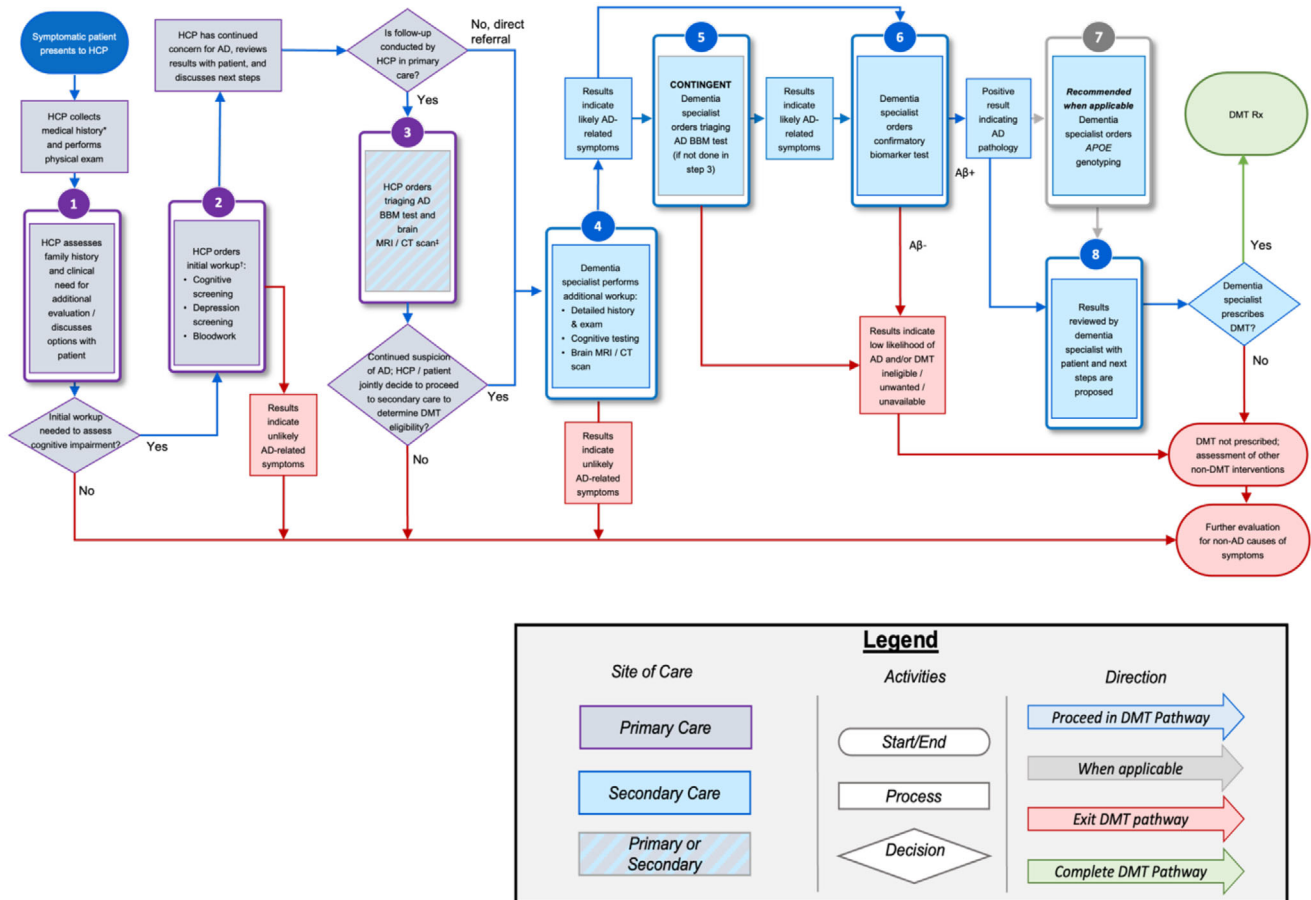 Symptomatic patient
presents to HCP
HCP collects
medical history*
and performs
physical exam
1
HCP assesses
family history
and clinical
need for
additional
evaluation /
discusses
options with
patient
Initial workup
needed to assess
cognitive impairment?
Yes
No
HCP has continued
concern for AD, reviews
results with patient, and
discusses next steps
2
HCP orders
initial workup†:
• Cognitive
screening
• Depression
screening
• Bloodwork
Results
indicate
unlikely
AD-related
symptoms
Is follow-up
conducted by
HCP in primary
care?
No, direct
referral
Yes
3
HCP orders
triaging AD
BBM test and
brain
MRI / CT scan‡
Continued suspicion
of AD; HCP / patient
jointly decide to proceed
to secondary care to
determine DMT
eligibility?
Yes
No
Results
indicate
likely AD-
related
symptoms
4
Dementia
specialist performs
additional workup:
• Detailed history
& exam
• Cognitive testing
• Brain MRI / CT
scan
Results
indicate
unlikely
AD-related
symptoms
5
CONTINGENT
Dementia
specialist
orders triaging
AD BBM test
(if not done in
step 3)
Results
indicate
likely AD-
related
symptoms
6
Dementia
specialist
orders
confirmatory
biomarker test
Aβ+
Aβ-
Results indicate
low likelihood of
AD and/or DMT
ineligible /
unwanted /
unavailable
Positive
result
indicating
AD
pathology
7
Recommended
when applicable
Dementia
specialist orders
APOE
genotyping
8
Results
reviewed by
dementia
specialist with
patient and next
steps are
proposed
DMT Rx
Yes
Dementia
specialist
prescribes
DMT?
No
DMT not prescribed;
assessment of other
non-DMT interventions
Further evaluation
for non-AD causes of
symptoms
Legend
Site of Care
Primary Care
Secondary Care
Primary or
Secondary
Activities
Start/End
Process
Decision
Direction
Proceed in DMT Pathway
When applicable
Exit DMT pathway
Complete DMT Pathway